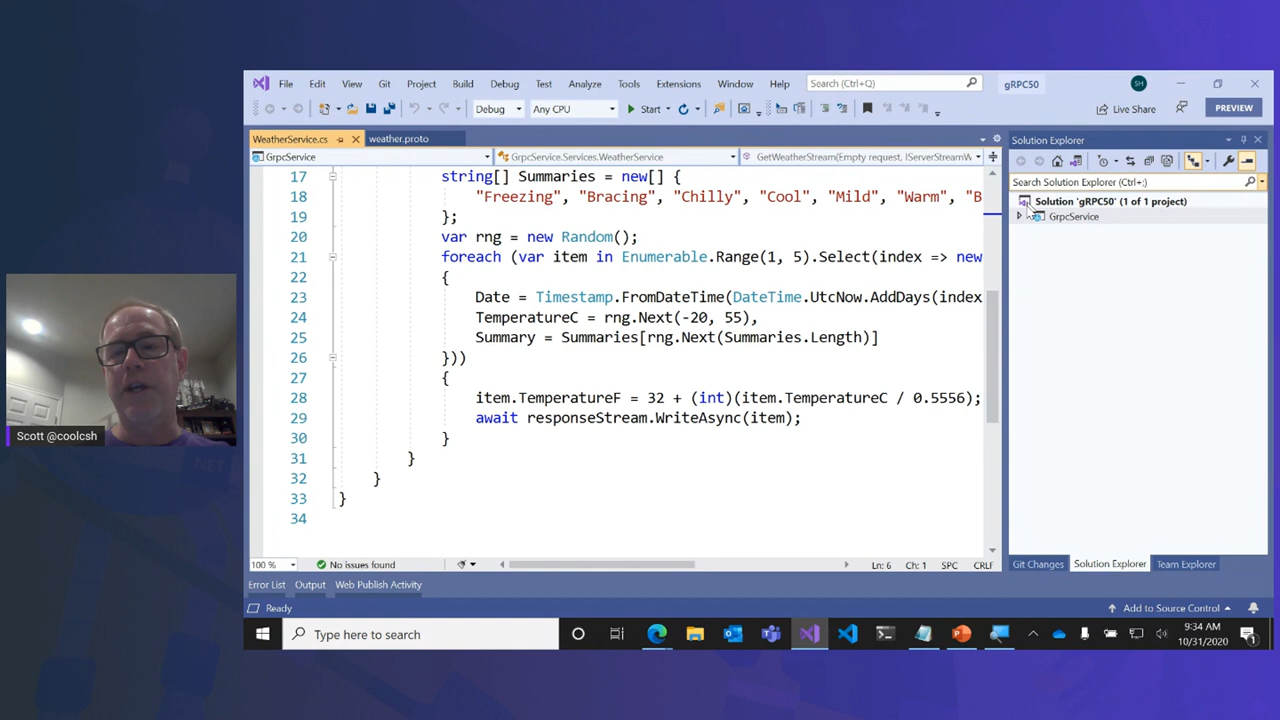 File Edit View Git Project Build Debug Test Analyze Tools Extensions Window Help Search (Ctrl+Q) gRPC50 SH
Debug Any CPU Start Live Share PREVIEW
WeatherService.cs weather.proto
GrpcService GrpcService.Services.WeatherService GetWeatherStream(Empty request, IServerStreamW
17 string[] Summaries = new[] {
18 "Freezing", "Bracing", "Chilly", "Cool", "Mild", "Warm", "B
19 };
20 var rng = new Random();
21 foreach (var item in Enumerable.Range(1, 5).Select(index => new
22 {
23 Date = Timestamp.FromDateTime(DateTime.UtcNow.AddDays(index
24 TemperatureC = rng.Next(-20, 55),
25 Summary = Summaries[rng.Next(Summaries.Length)]
26 }))
27 {
28 item.TemperatureF = 32 + (int)(item.TemperatureC / 0.5556);
29 await responseStream.WriteAsync(item);
30 }
31 }
32 }
33 }
34
100 % No issues found Ln: 6 Ch: 1 SPC CRLF
Error List Output Web Publish Activity
Solution Explorer
Search Solution Explorer (Ctrl+;)
Solution 'gRPC50' (1 of 1 project)
GrpcService
Git Changes Solution Explorer Team Explorer
Ready Add to Source Control
Type here to search
9:34 AM
10/31/2020
1
Scott @coolcsh
.NET